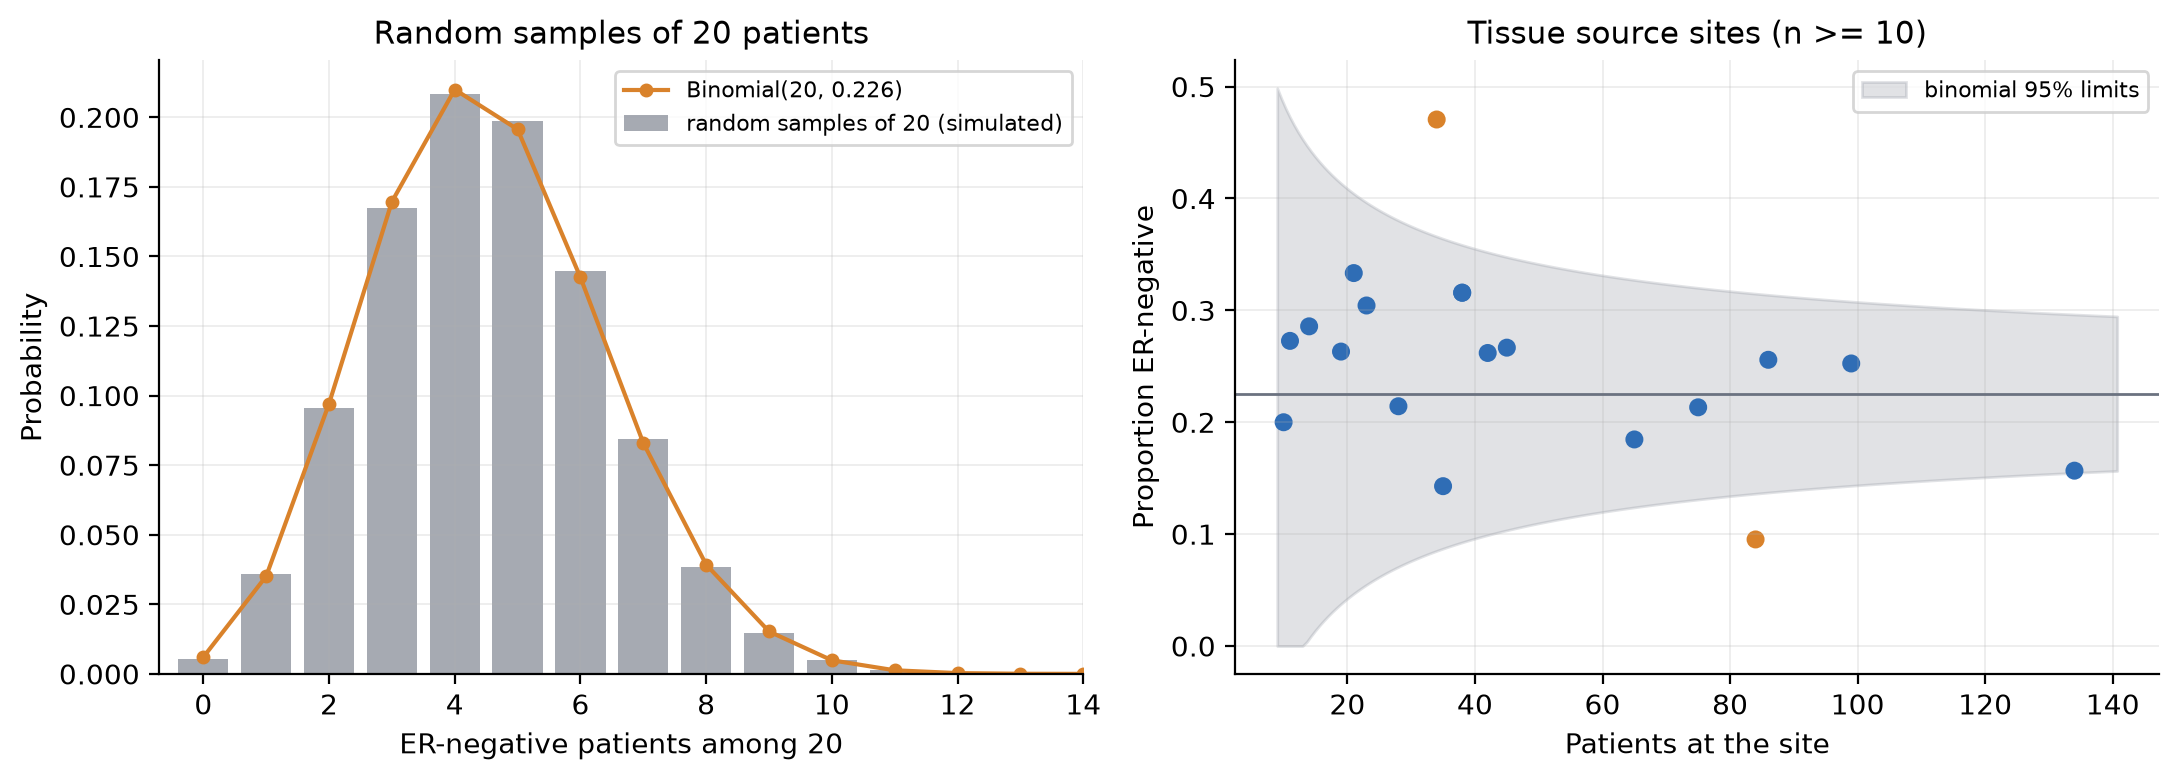 Random samples of 20 patients
Binomial(20, 0.226)
random samples of 20 (simulated)
Probability
0.200
0.175
0.150
0.125
0.100
0.075
0.050
0.025
0.000
0 2 4 6 8 10 12 14
ER-negative patients among 20
Tissue source sites (n >= 10)
binomial 95% limits
Proportion ER-negative
0.5
0.4
0.3
0.2
0.1
0.0
20 40 60 80 100 120 140
Patients at the site